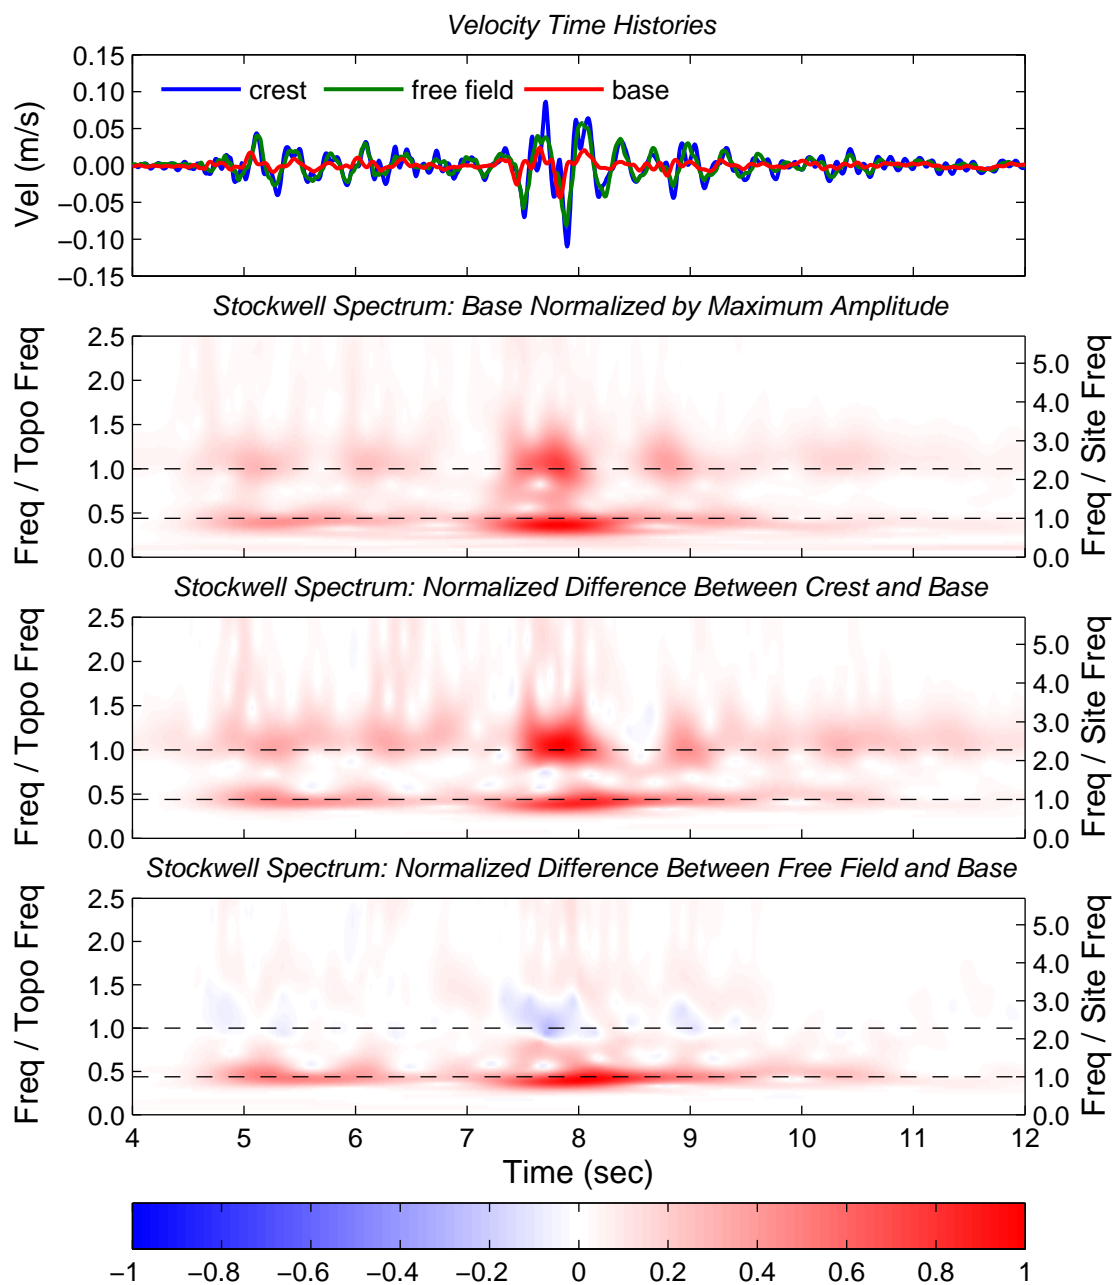 Velocity Time Histories
0.15
0.10
0.05
0.00
−0.05
−0.10
−0.15
Vel (m/s)
crest free field base
Stockwell Spectrum: Base Normalized by Maximum Amplitude
2.5
2.0
1.5
1.0
0.5
0.0
Freq / Topo Freq
5.0
4.0
3.0
2.0
1.0
0.0
Freq / Site Freq
Stockwell Spectrum: Normalized Difference Between Crest and Base
2.5
2.0
1.5
1.0
0.5
0.0
Freq / Topo Freq
5.0
4.0
3.0
2.0
1.0
0.0
Freq / Site Freq
Stockwell Spectrum: Normalized Difference Between Free Field and Base
2.5
2.0
1.5
1.0
0.5
0.0
Freq / Topo Freq
5.0
4.0
3.0
2.0
1.0
0.0
Freq / Site Freq
4 5 6 7 8 9 10 11 12
Time (sec)
−1 −0.8 −0.6 −0.4 −0.2 0 0.2 0.4 0.6 0.8 1